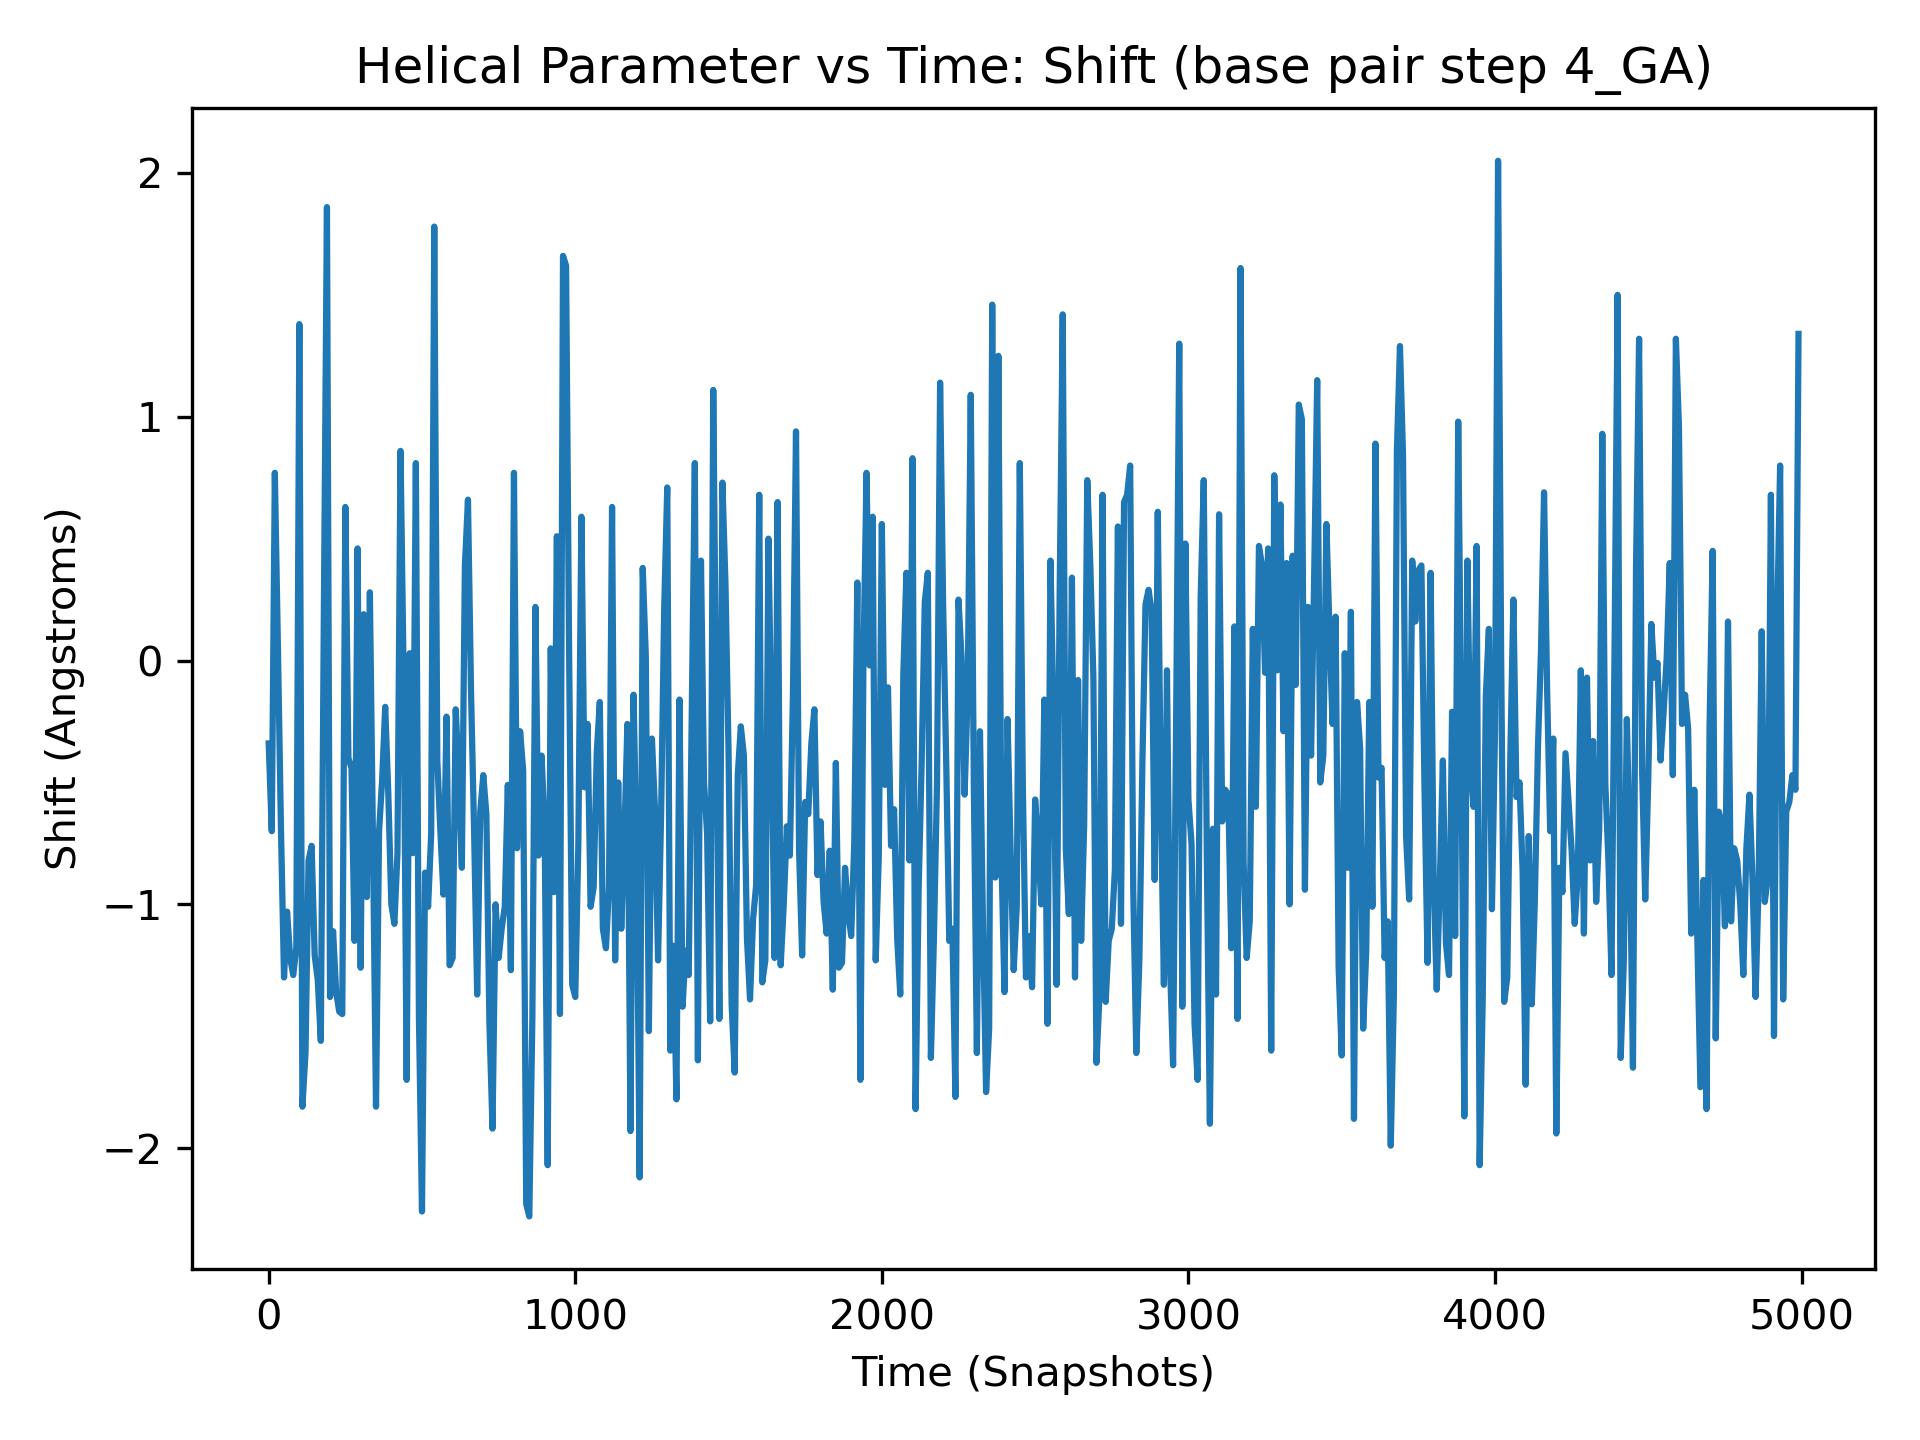 Helical Parameter vs Time: Shift (base pair step 4_GA)
Shift (Angstroms)
2
1
0
−1
−2
0 1000 2000 3000 4000 5000
Time (Snapshots)